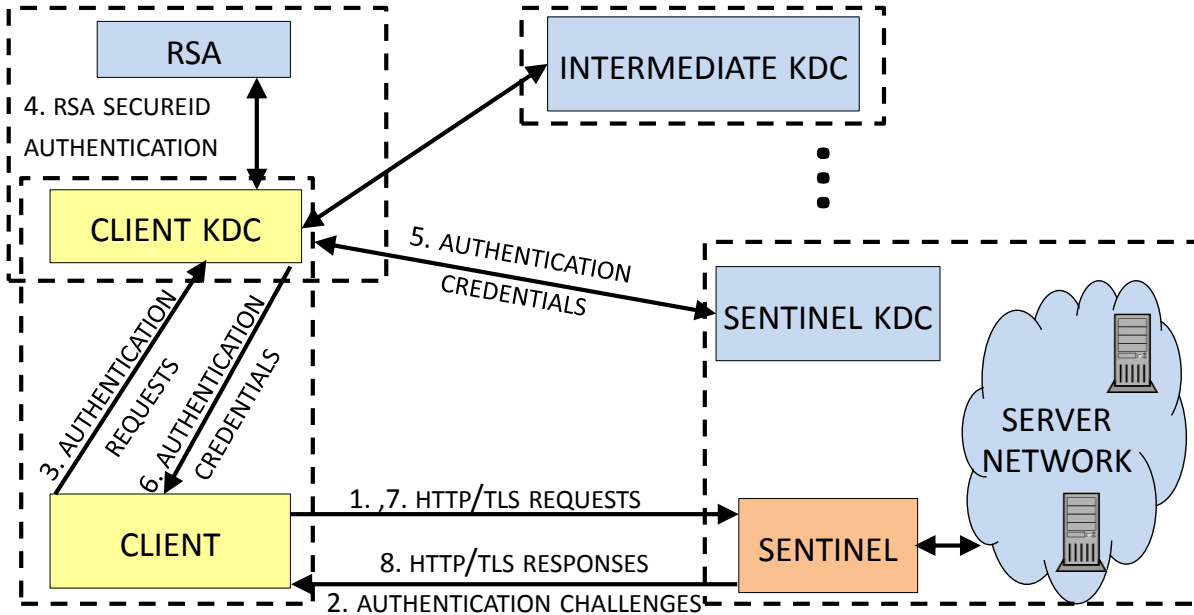 RSA
INTERMEDIATE KDC
4. RSA SECUREID
AUTHENTICATION
CLIENT KDC
5. AUTHENTICATION
CREDENTIALS
SENTINEL KDC
3. AUTHENTICATION
REQUESTS
6. AUTHENTICATION
CREDENTIALS
SERVER
NETWORK
1. ,7. HTTP/TLS REQUESTS
CLIENT
SENTINEL
8. HTTP/TLS RESPONSES
2. AUTHENTICATION CHALLENGES